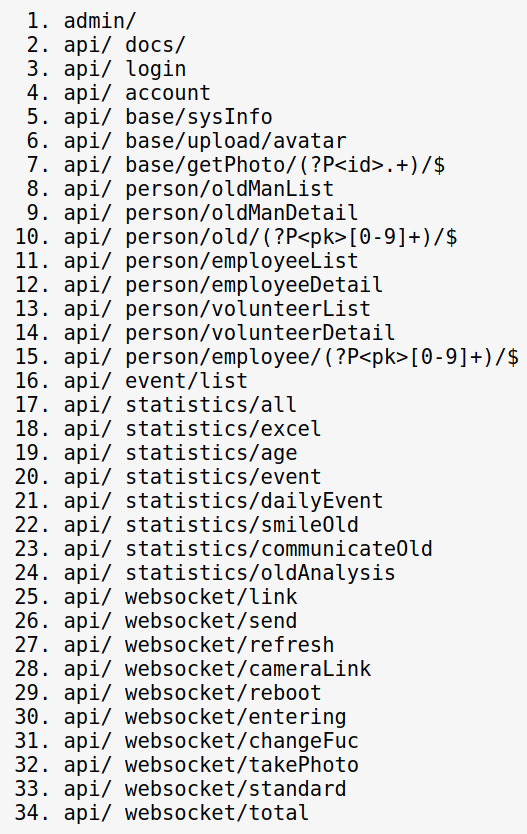 1. admin/
2. api/ docs/
3. api/ login
4. api/ account
5. api/ base/sysInfo
6. api/ base/upload/avatar
7. api/ base/getPhoto/(?P<id>.+)/$
8. api/ person/oldManList
9. api/ person/oldManDetail
10. api/ person/old/(?P<pk>[0-9]+)/$
11. api/ person/employeeList
12. api/ person/employeeDetail
13. api/ person/volunteerList
14. api/ person/volunteerDetail
15. api/ person/employee/(?P<pk>[0-9]+)/$
16. api/ event/list
17. api/ statistics/all
18. api/ statistics/excel
19. api/ statistics/age
20. api/ statistics/event
21. api/ statistics/dailyEvent
22. api/ statistics/smileOld
23. api/ statistics/communicateOld
24. api/ statistics/oldAnalysis
25. api/ websocket/link
26. api/ websocket/send
27. api/ websocket/refresh
28. api/ websocket/cameraLink
29. api/ websocket/reboot
30. api/ websocket/entering
31. api/ websocket/changeFuc
32. api/ websocket/takePhoto
33. api/ websocket/standard
34. api/ websocket/total